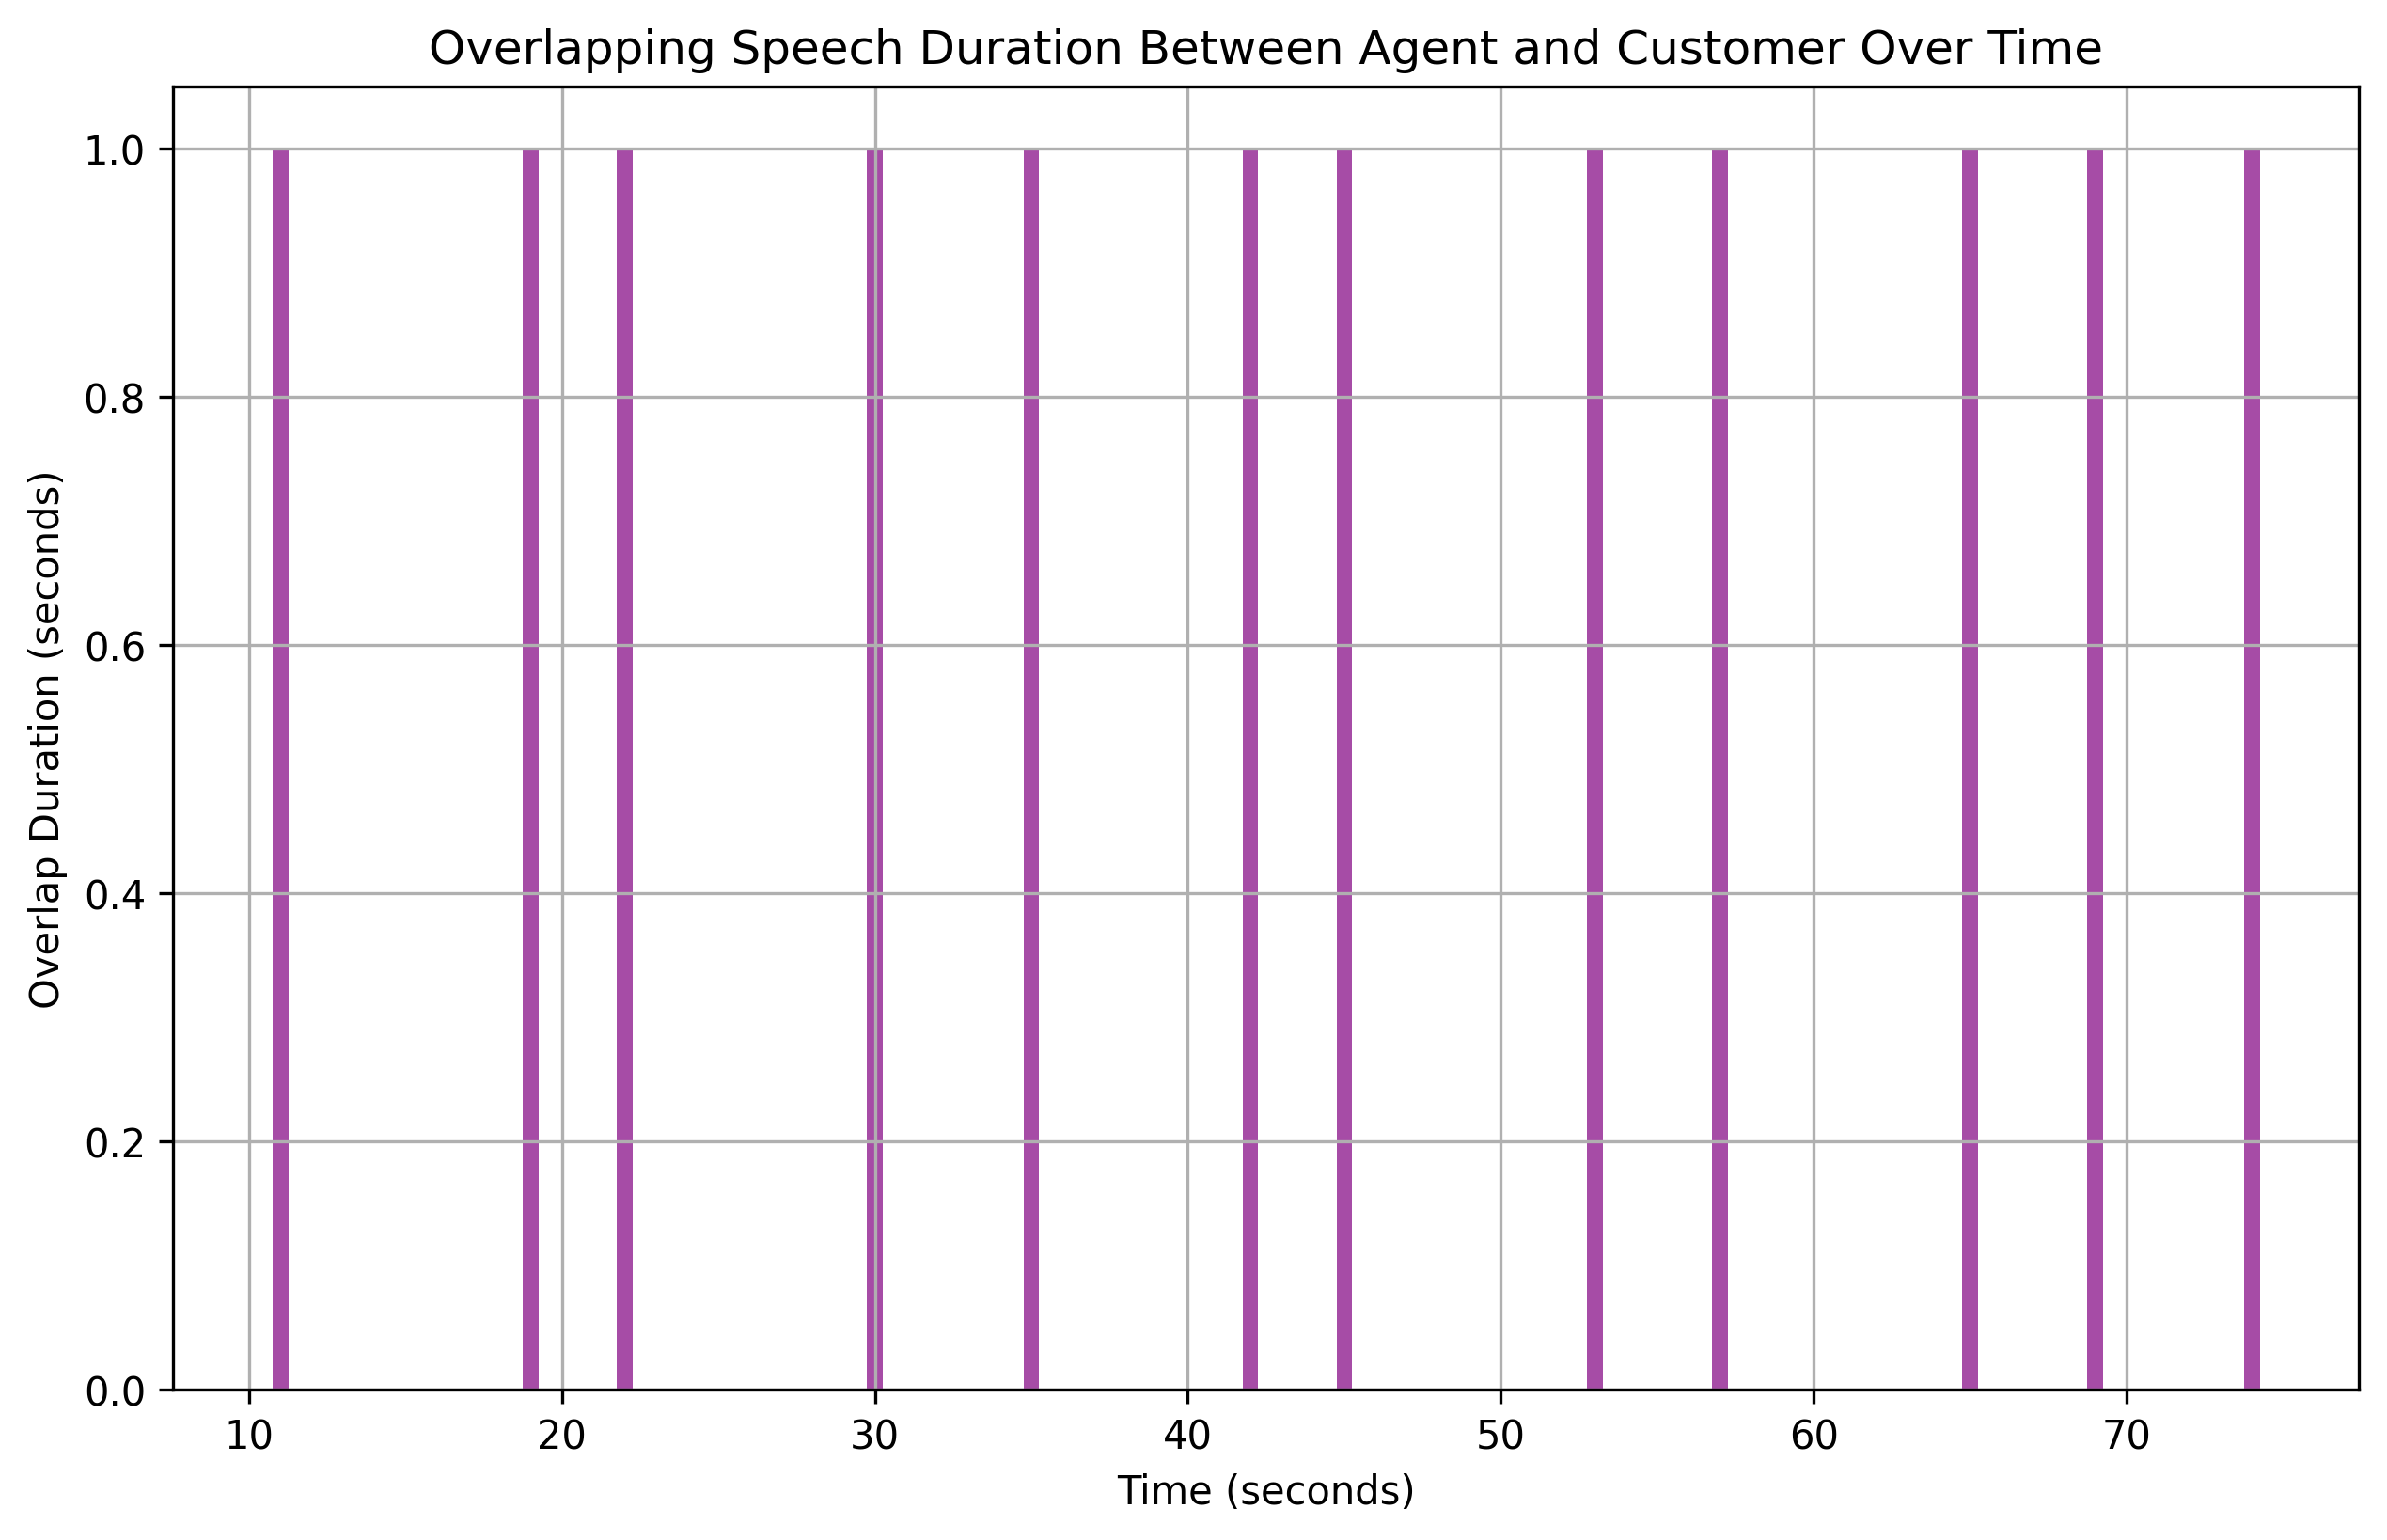 Overlapping Speech Duration Between Agent and Customer Over Time
Overlap Duration (seconds)
1.0
0.8
0.6
0.4
0.2
0.0
10 20 30 40 50 60 70
Time (seconds)